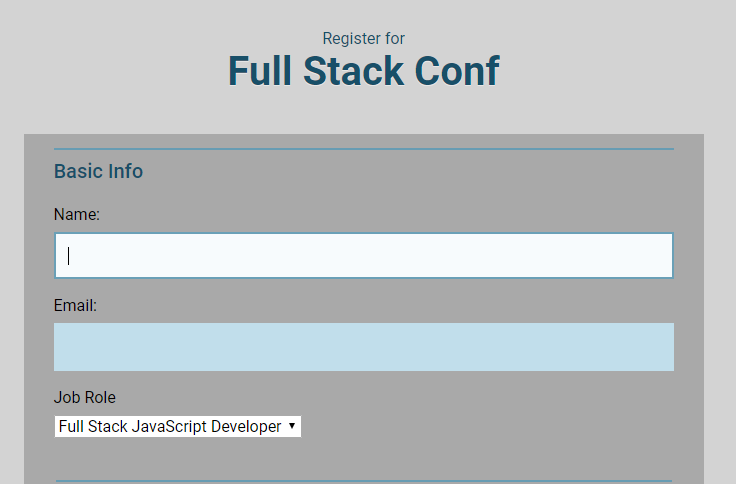 Register for
Full Stack Conf
Basic Info
Name:
Email:
Job Role
Full Stack JavaScript Developer